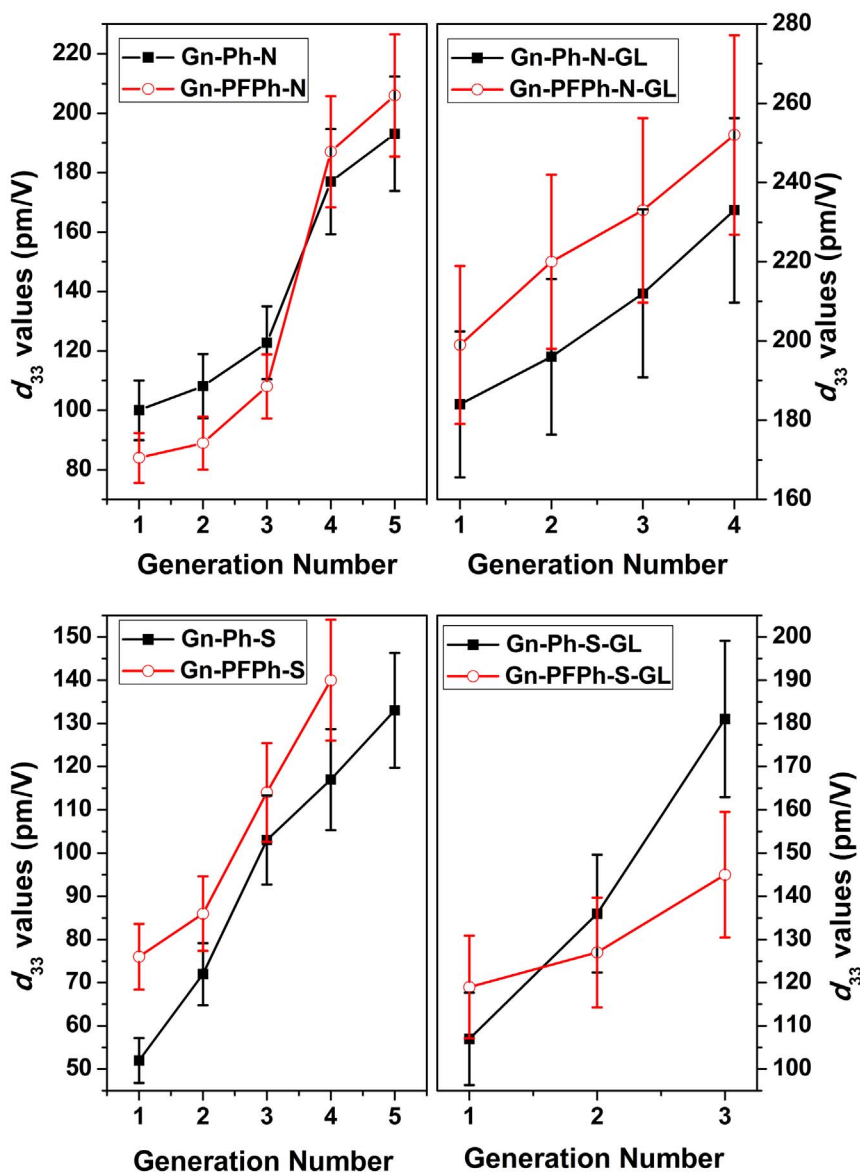 Gn-Ph-N
Gn-PFPh-N
220
200
180
160
140
120
100
80
d33 values (pm/V)
1 2 3 4 5
Generation Number
Gn-Ph-N-GL
Gn-PFPh-N-GL
280
260
240
220
200
180
160
d33 values (pm/V)
1 2 3 4
Generation Number
Gn-Ph-S
Gn-PFPh-S
150
140
130
120
110
100
90
80
70
60
50
d33 values (pm/V)
1 2 3 4 5
Generation Number
Gn-Ph-S-GL
Gn-PFPh-S-GL
200
190
180
170
160
150
140
130
120
110
100
d33 values (pm/V)
1 2 3
Generation Number